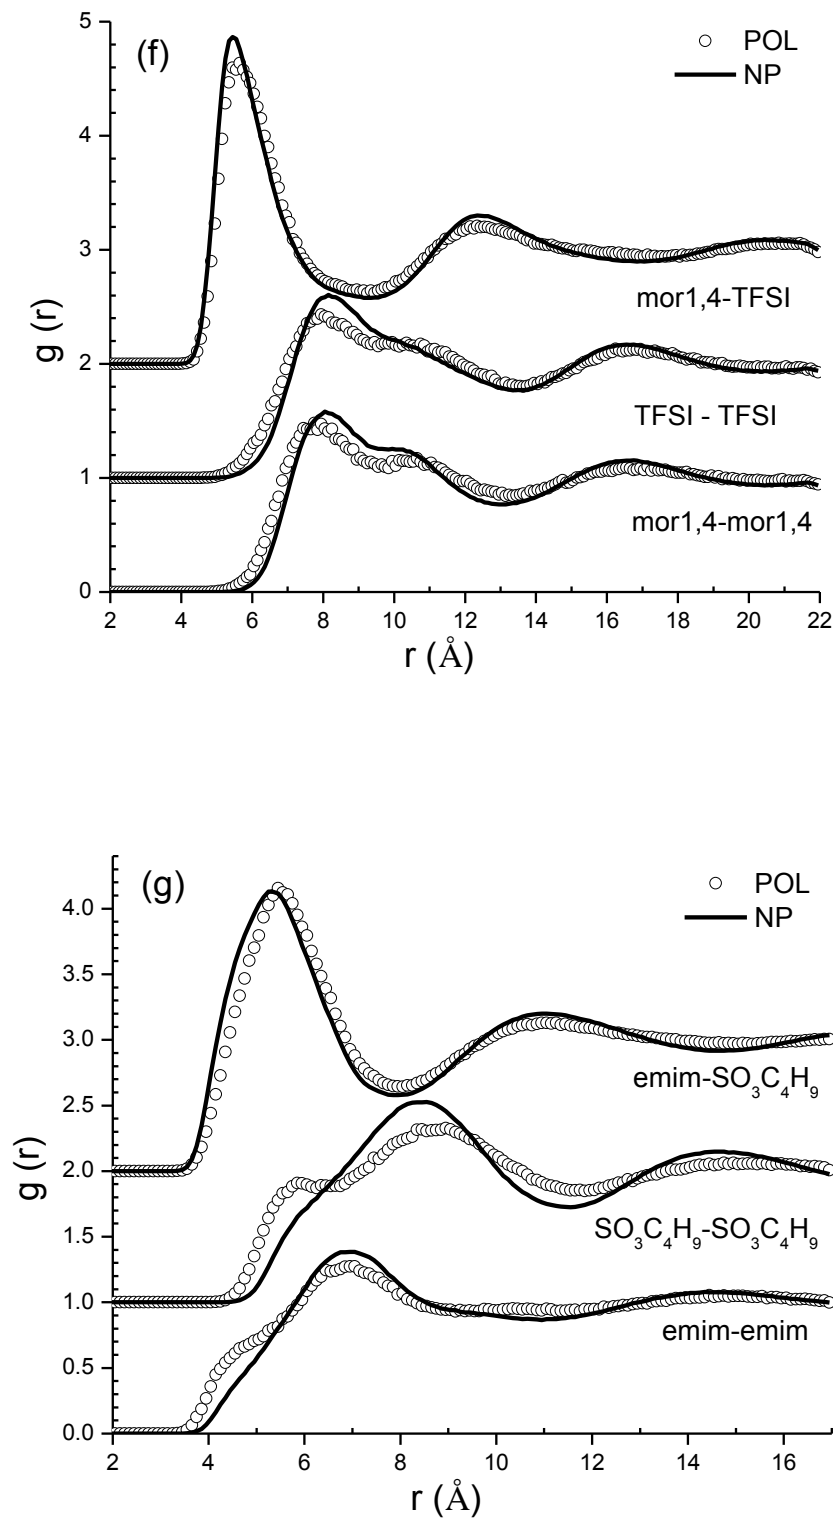 (f)
POL
NP
5
4
3
2
1
0
g (r)
mor1,4-TFSI
TFSI - TFSI
mor1,4-mor1,4
2 4 6 8 10 12 14 16 18 20 22
r (Å)
(g)
POL
NP
4.0
3.5
3.0
2.5
2.0
1.5
1.0
0.5
0.0
g (r)
emim-SO₃C₄H₉
SO₃C₄H₉-SO₃C₄H₉
emim-emim
2 4 6 8 10 12 14 16
r (Å)